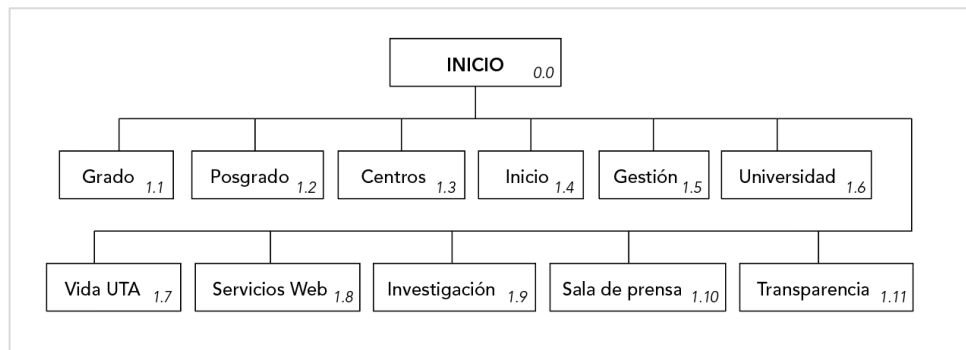 INICIO 0.0
Grado 1.1
Posgrado 1.2
Centros 1.3
Inicio 1.4
Gestión 1.5
Universidad 1.6
Vida UTA 1.7
Servicios Web 1.8
Investigación 1.9
Sala de prensa 1.10
Transparencia 1.11